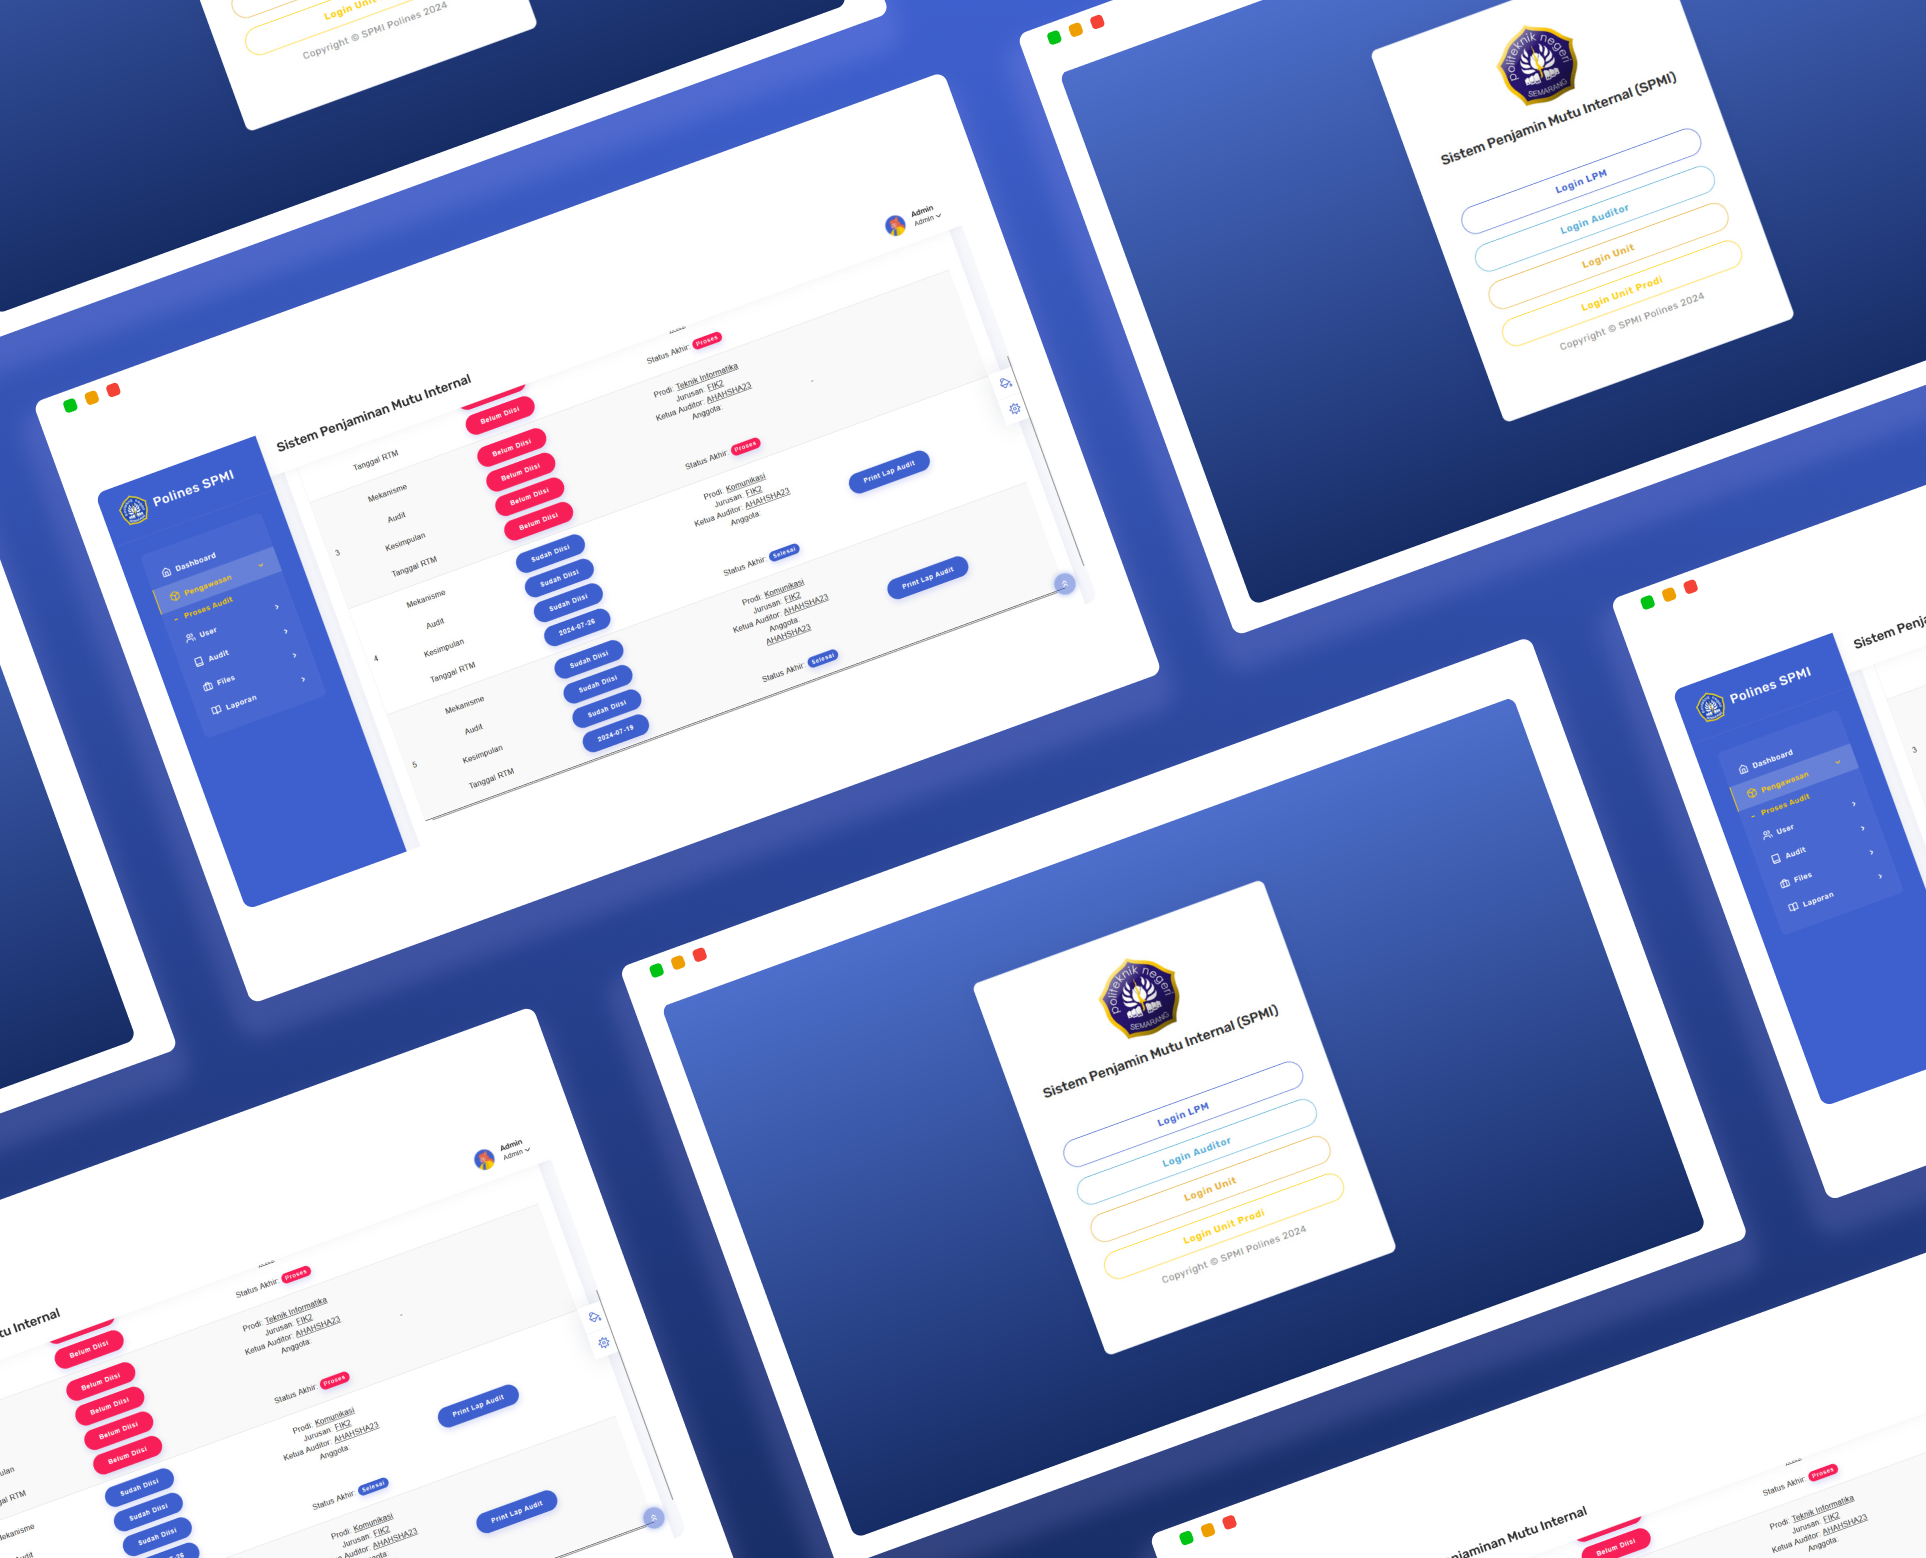 Login Unit
Copyright © SPMI Polines 2024
politeknik negeri
SEMARANG
Sistem Penjamin Mutu Internal (SPMI)
Login LPM
Login Auditor
Login Unit
Login Unit Prodi
Copyright © SPMI Polines 2024
Admin
Admin
Sistem Penjaminan Mutu Internal
Polines SPMI
Dashboard
Pengawasan
Proses Audit
User
Audit
Files
Laporan
Status Akhir: Proses
Tanggal RTM
Belum Diisi
3
Mekanisme
Belum Diisi
Audit
Belum Diisi
Kesimpulan
Belum Diisi
Tanggal RTM
Belum Diisi
Prodi: Teknik Informatika
Jurusan: FIK2
Ketua Auditor: AHAHSHA23
Anggota:
-
Status Akhir: Proses
4
Mekanisme
Sudah Diisi
Audit
Sudah Diisi
Kesimpulan
Sudah Diisi
Tanggal RTM
2024-07-26
Prodi: Komunikasi
Jurusan: FIK2
Ketua Auditor: AHAHSHA23
Anggota:
Status Akhir: Selesai
Print Lap Audit
5
Mekanisme
Sudah Diisi
Audit
Sudah Diisi
Kesimpulan
Sudah Diisi
Tanggal RTM
2024-07-19
Prodi: Komunikasi
Jurusan: FIK2
Ketua Auditor: AHAHSHA23
Anggota:
AHAHSHA23
Status Akhir: Selesai
Print Lap Audit
Sistem Penja
Polines SPMI
Dashboard
Pengawasan
Proses Audit
User
Audit
Files
Laporan
3
politeknik negeri
SEMARANG
Sistem Penjamin Mutu Internal (SPMI)
Login LPM
Login Auditor
Login Unit
Login Unit Prodi
Copyright © SPMI Polines 2024
Admin
Admin
tu Internal
Status Akhir: Proses
Belum Diisi
Belum Diisi
Belum Diisi
Belum Diisi
Belum Diisi
Prodi: Teknik Informatika
Jurusan: FIK2
Ketua Auditor: AHAHSHA23
Anggota:
-
Status Akhir: Proses
ulan
al RTM
ekanisme
udit
Sudah Diisi
Sudah Diisi
Sudah Diisi
-26
Prodi: Komunikasi
Jurusan: FIK2
Ketua Auditor: AHAHSHA23
Anggota:
Status Akhir: Selesai
Print Lap Audit
Prodi: Komunikasi
Jurusan: FIK2
a Auditor: AHAHSHA23
gota:
Print Lap Audit
njaminan Mutu Internal
Status Akhir: Proses
Belum Diisi
Prodi: Teknik Informatika
Jurusan: FIK2
Ketua Auditor: AHAHSHA23
Anggota: